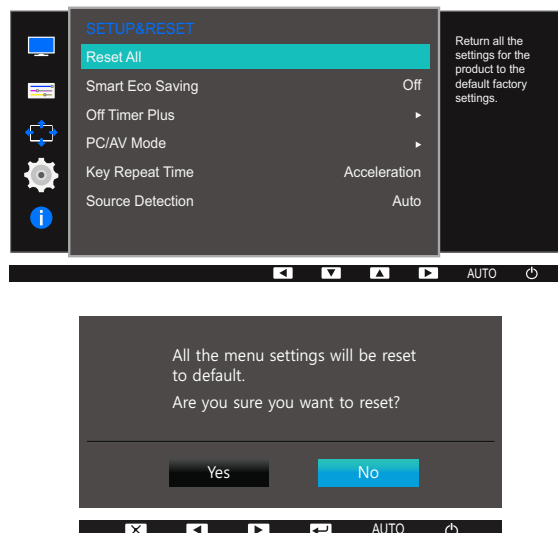 SETUP&RESET
Reset All
Smart Eco Saving Off
Off Timer Plus
PC/AV Mode
Key Repeat Time Acceleration
Source Detection Auto
Return all the
settings for the
product to the
default factory
settings.
AUTO
All the menu settings will be reset
to default.
Are you sure you want to reset?
Yes No
AUTO